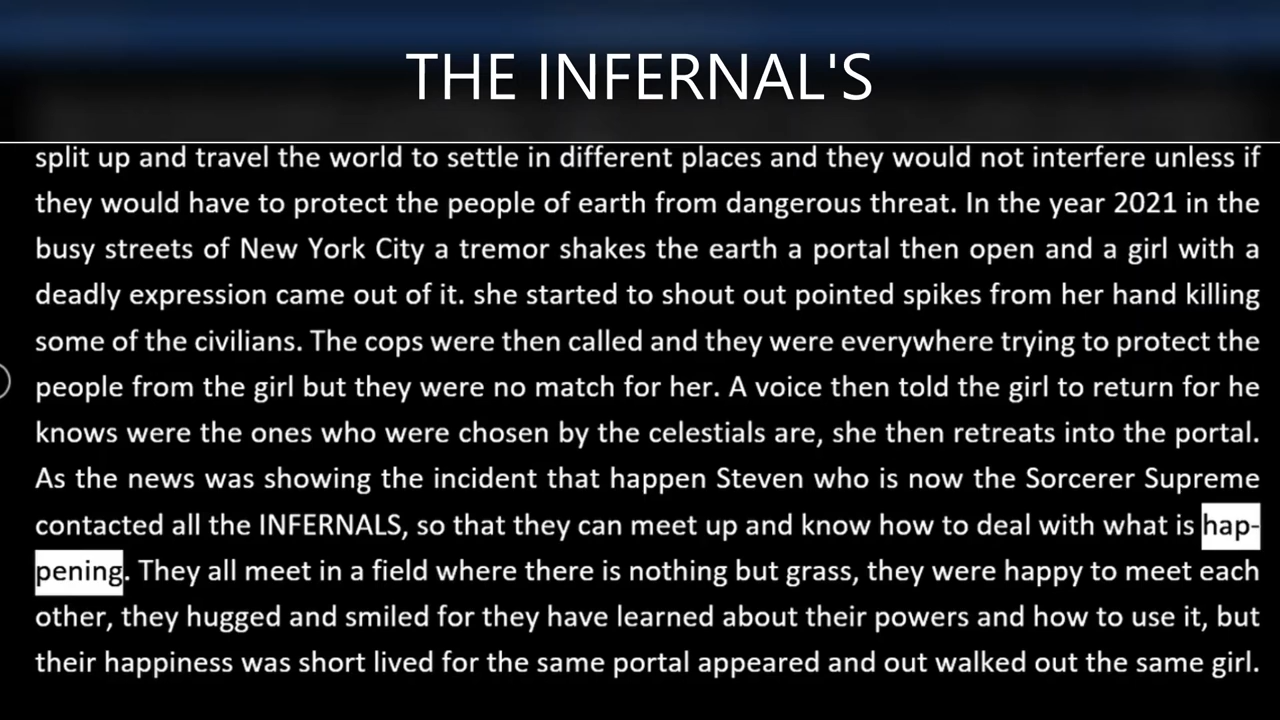 THE INFERNAL'S
split up and travel the world to settle in different places and they would not interfere unless if
they would have to protect the people of earth from dangerous threat. In the year 2021 in the
busy streets of New York City a tremor shakes the earth a portal then open and a girl with a
deadly expression came out of it. she started to shout out pointed spikes from her hand killing
some of the civilians. The cops were then called and they were everywhere trying to protect the
people from the girl but they were no match for her. A voice then told the girl to return for he
knows were the ones who were chosen by the celestials are, she then retreats into the portal.
As the news was showing the incident that happen Steven who is now the Sorcerer Supreme
contacted all the INFERNALS, so that they can meet up and know how to deal with what is hap-
pening. They all meet in a field where there is nothing but grass, they were happy to meet each
other, they hugged and smiled for they have learned about their powers and how to use it, but
their happiness was short lived for the same portal appeared and out walked out the same girl.